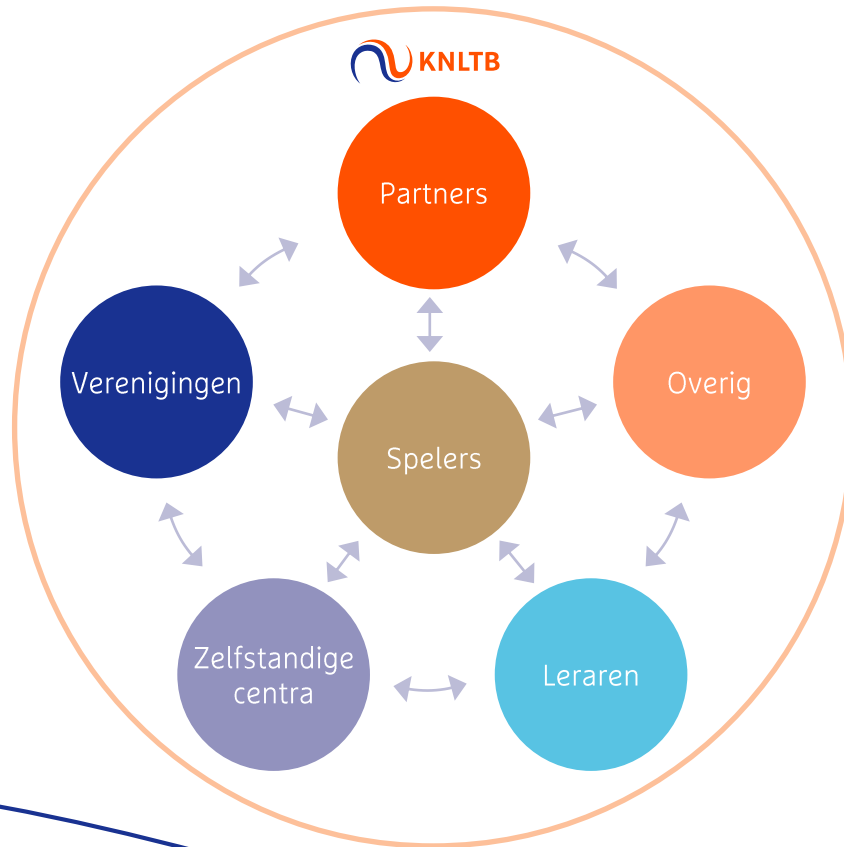 KNLTB
Partners
Verenigingen
Overig
Spelers
Zelfstandige
centra
Leraren